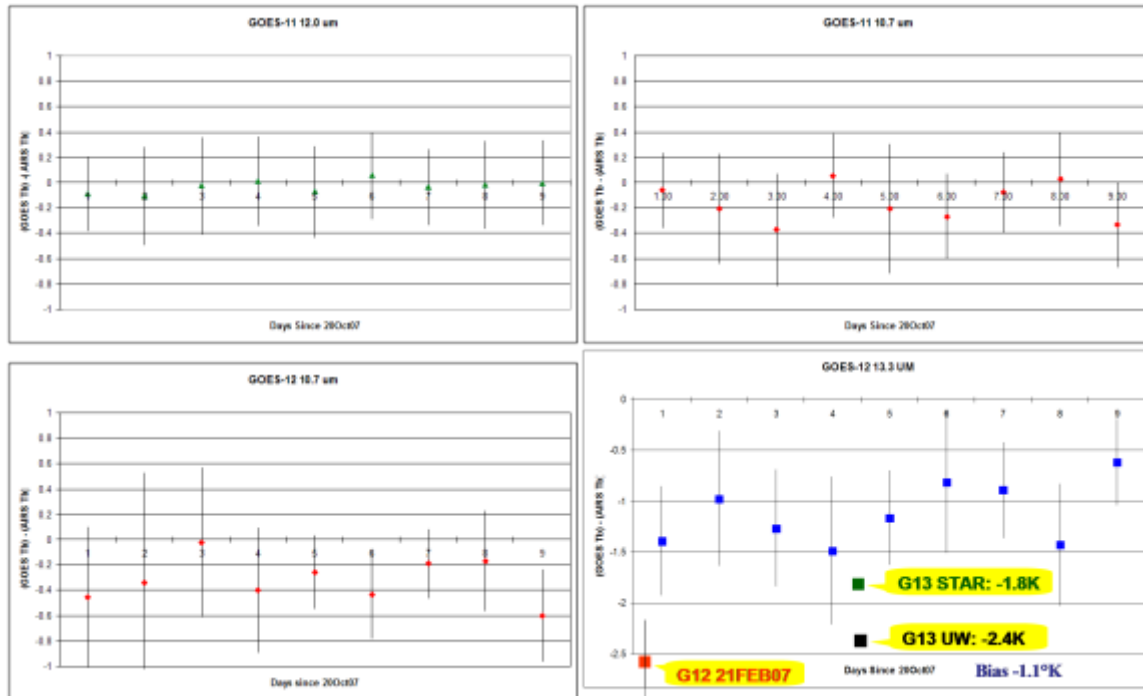 GOES-11 12.0 um
1
0.8
0.6
0.4
0.2
0
-0.2
-0.4
-0.6
-0.8
-1
(GOES Tb) -( AIRS Tb)
1 2 3 4 5 6 7 8 9
Days Since 20Oct07
GOES-11 10.7 um
1
0.8
0.6
0.4
0.2
0
-0.2
-0.4
-0.6
-0.8
-1
(GOES Tb - (AIRS Tb)
1.00 2.00 3.00 4.00 5.00 6.00 7.00 8.00 9.00
Days Since 20Oct07
GOES-12 10.7 um
1
0.8
0.6
0.4
0.2
0
-0.2
-0.4
-0.6
-0.8
-1
(GOES Tb) - (AIRS Tb)
1 2 3 4 5 6 7 8 9
Days since 20Oct07
GOES-12 13.3 UM
0
-0.5
-1
-1.5
-2
-2.5
(GOES Tb) - (AIRS Tb)
1 2 3 4 5 6 7 8 9
G13 STAR: -1.8K
G13 UW: -2.4K
G12 21FEB07
Days Since 20Oct07
Bias -1.1°K